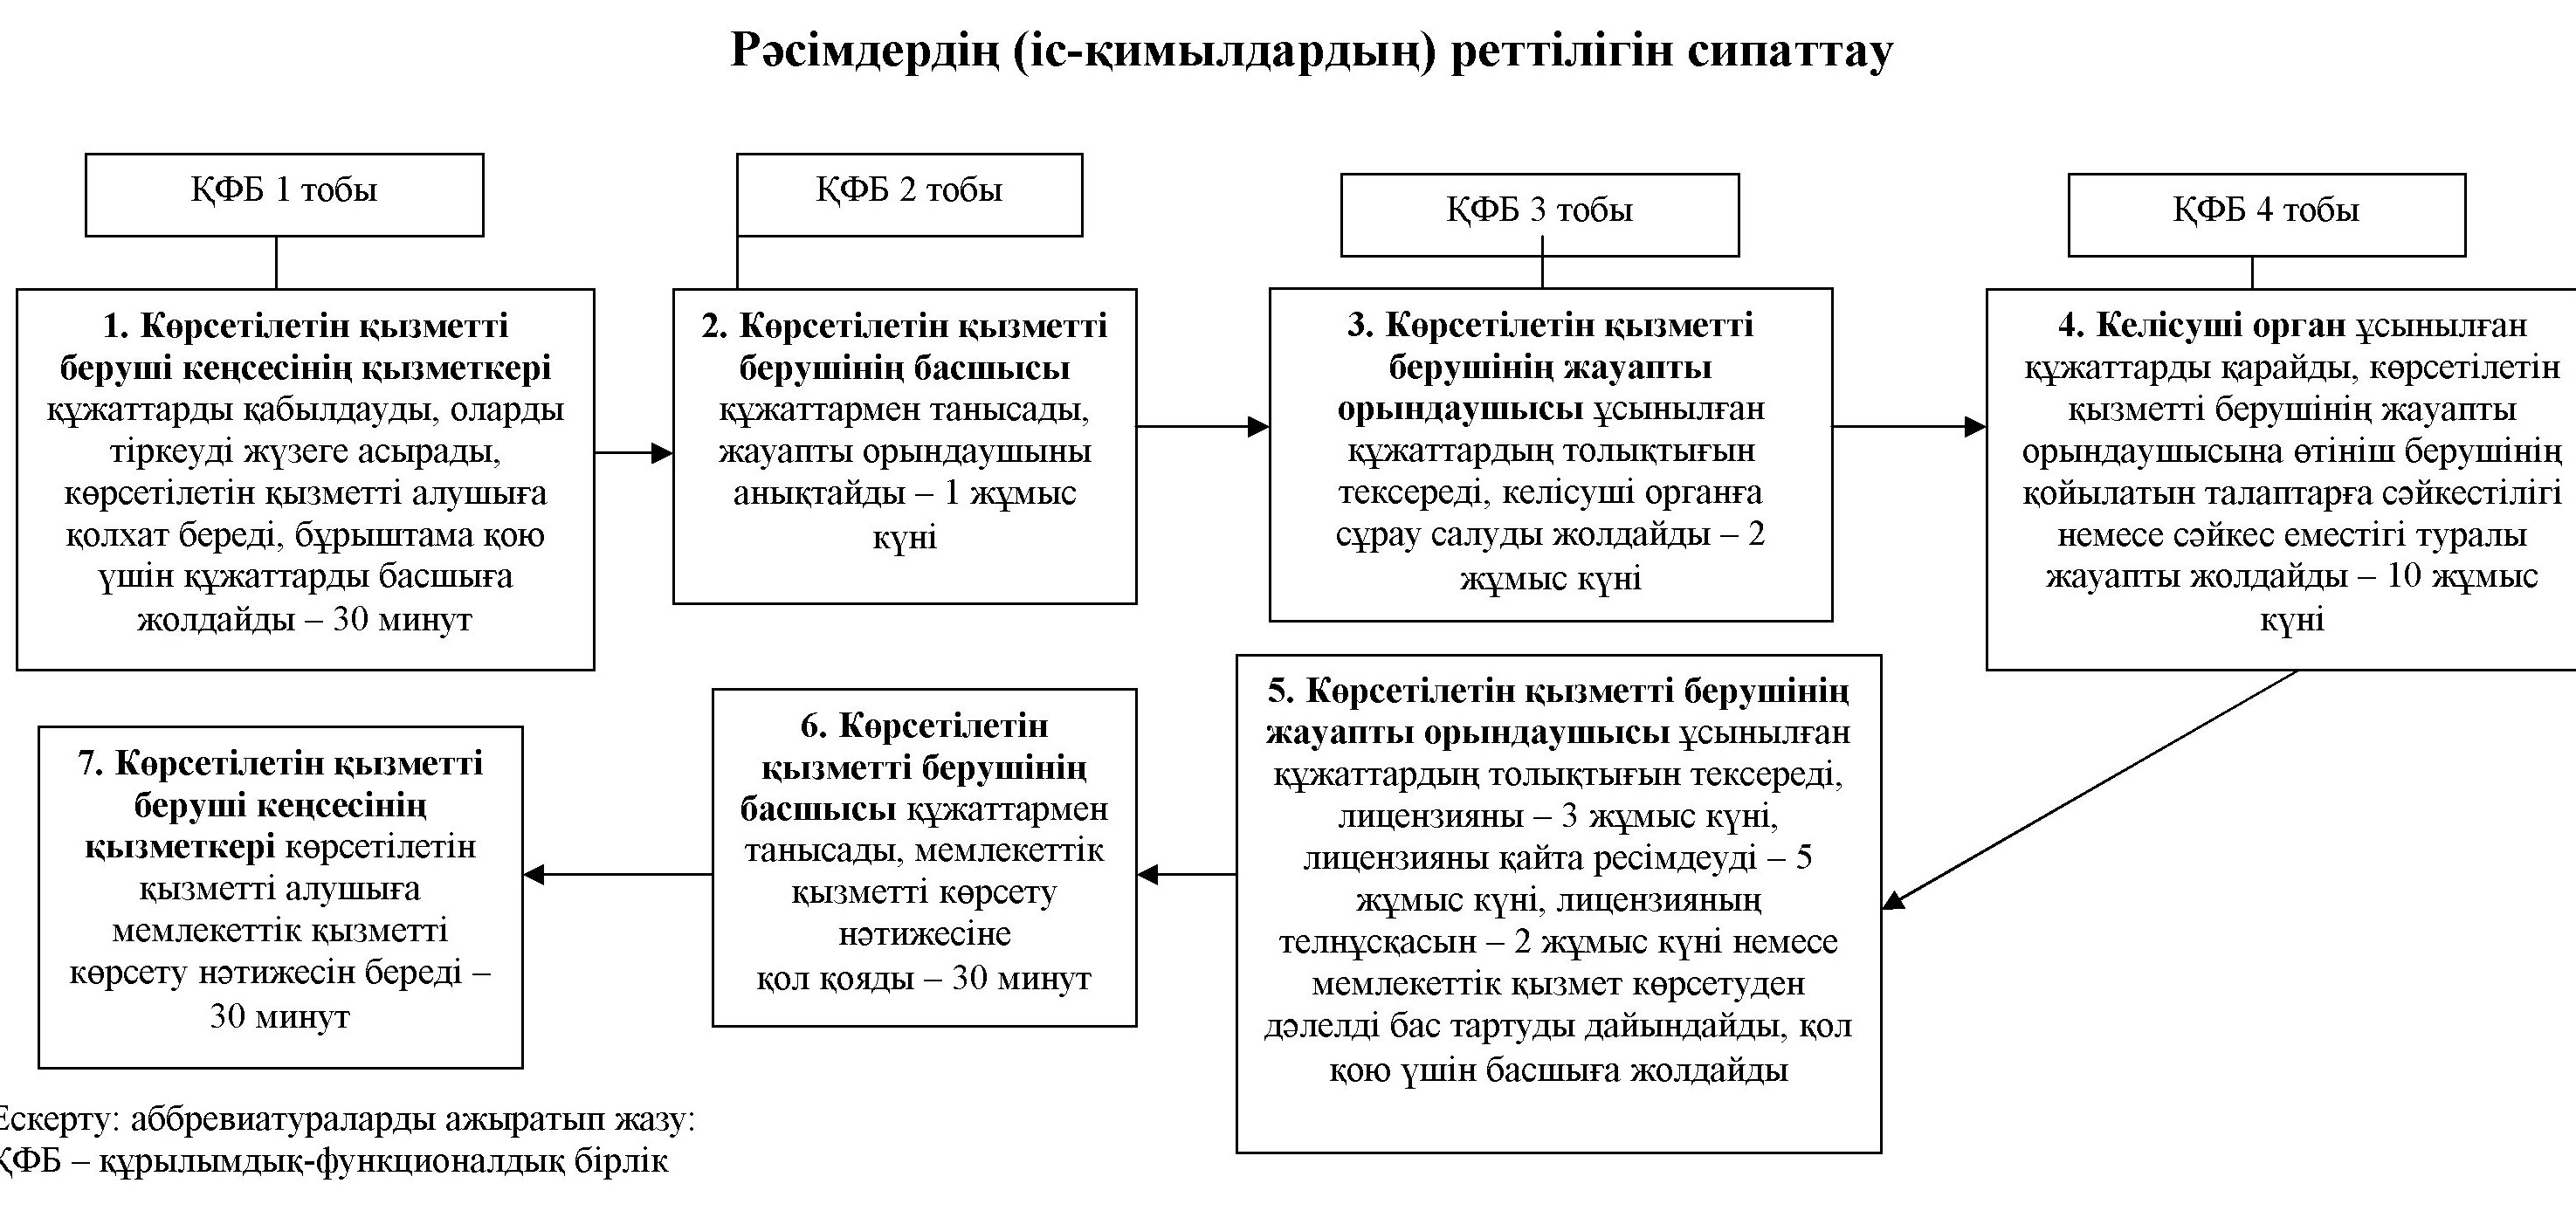 Рәсімдердің (іс-қимылдардың) реттілігін сипаттау
ҚФБ 1 тобы
ҚФБ 2 тобы
ҚФБ 3 тобы
ҚФБ 4 тобы
1. Көрсетілетін қызметті
беруші кеңсесінің қызметкері
құжаттарды қабылдауды, оларды
тіркеуді жүзеге асырады,
көрсетілетін қызметті алушыға
қолхат береді, бұрыштама қою
үшін құжаттарды басшыға
жолдайды – 30 минут
2. Көрсетілетін қызметті
берушінің басшысы
құжаттармен танысады,
жауапты орындаушыны
анықтайды – 1 жұмыс
күні
3. Көрсетілетін қызметті
берушінің жауапты
орындаушысы ұсынылған
құжаттардың толықтығын
тексереді, келісуші органға
сұрау салуды жолдайды – 2
жұмыс күні
4. Келісуші орган ұсынылған
құжаттарды қарайды, көрсетілетін
қызметті берушінің жауапты
орындаушысына өтініш берушінің
қойылатын талаптарға сәйкестілігі
немесе сәйкес еместігі туралы
жауапты жолдайды – 10 жұмыс
күні
5. Көрсетілетін қызметті берушінің
жауапты орындаушысы ұсынылған
құжаттардың толықтығын тексереді,
лицензияны – 3 жұмыс күні,
лицензияны қайта ресімдеуді – 5
жұмыс күні, лицензияның
телнұсқасын – 2 жұмыс күні немесе
мемлекеттік қызмет көрсетуден
дәлелді бас тартуды дайындайды, қол
қою үшін басшыға жолдайды
6. Көрсетілетін
қызметті берушінің
басшысы құжаттармен
танысады, мемлекеттік
қызметті көрсету
нәтижесіне
қол қояды – 30 минут
7. Көрсетілетін қызметті
беруші кеңсесінің
қызметкері көрсетілетін
қызметті алушыға
мемлекеттік қызметті
көрсету нәтижесін береді –
30 минут
Ескерту: аббревиатураларды ажыратып жазу:
ҚФБ – құрылымдық-функционалдық бірлік